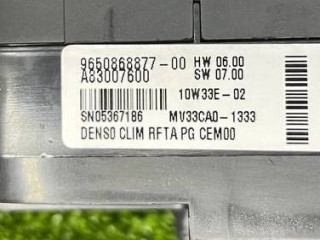 9650868877-00 HW 06.00
A83007600 SW 07.00
10W33E-02
SN05367186 MV33CA0-1333
DENSO CLIM RFTA PG CEM00